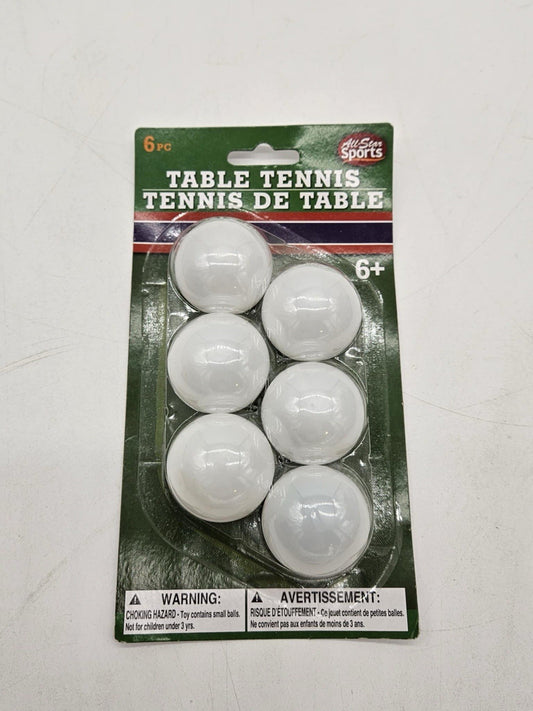 6 PC
All-Star
Sports
TABLE TENNIS
TENNIS DE TABLE
6+
WARNING:
CHOKING HAZARD - Toy contains small balls.
Not for children under 3 yrs.
AVERTISSEMENT:
RISQUE D'ÉTOUFFEMENT - Ce jouet contient de petites balles.
Ne convient pas aux enfants de moins de 3 ans.